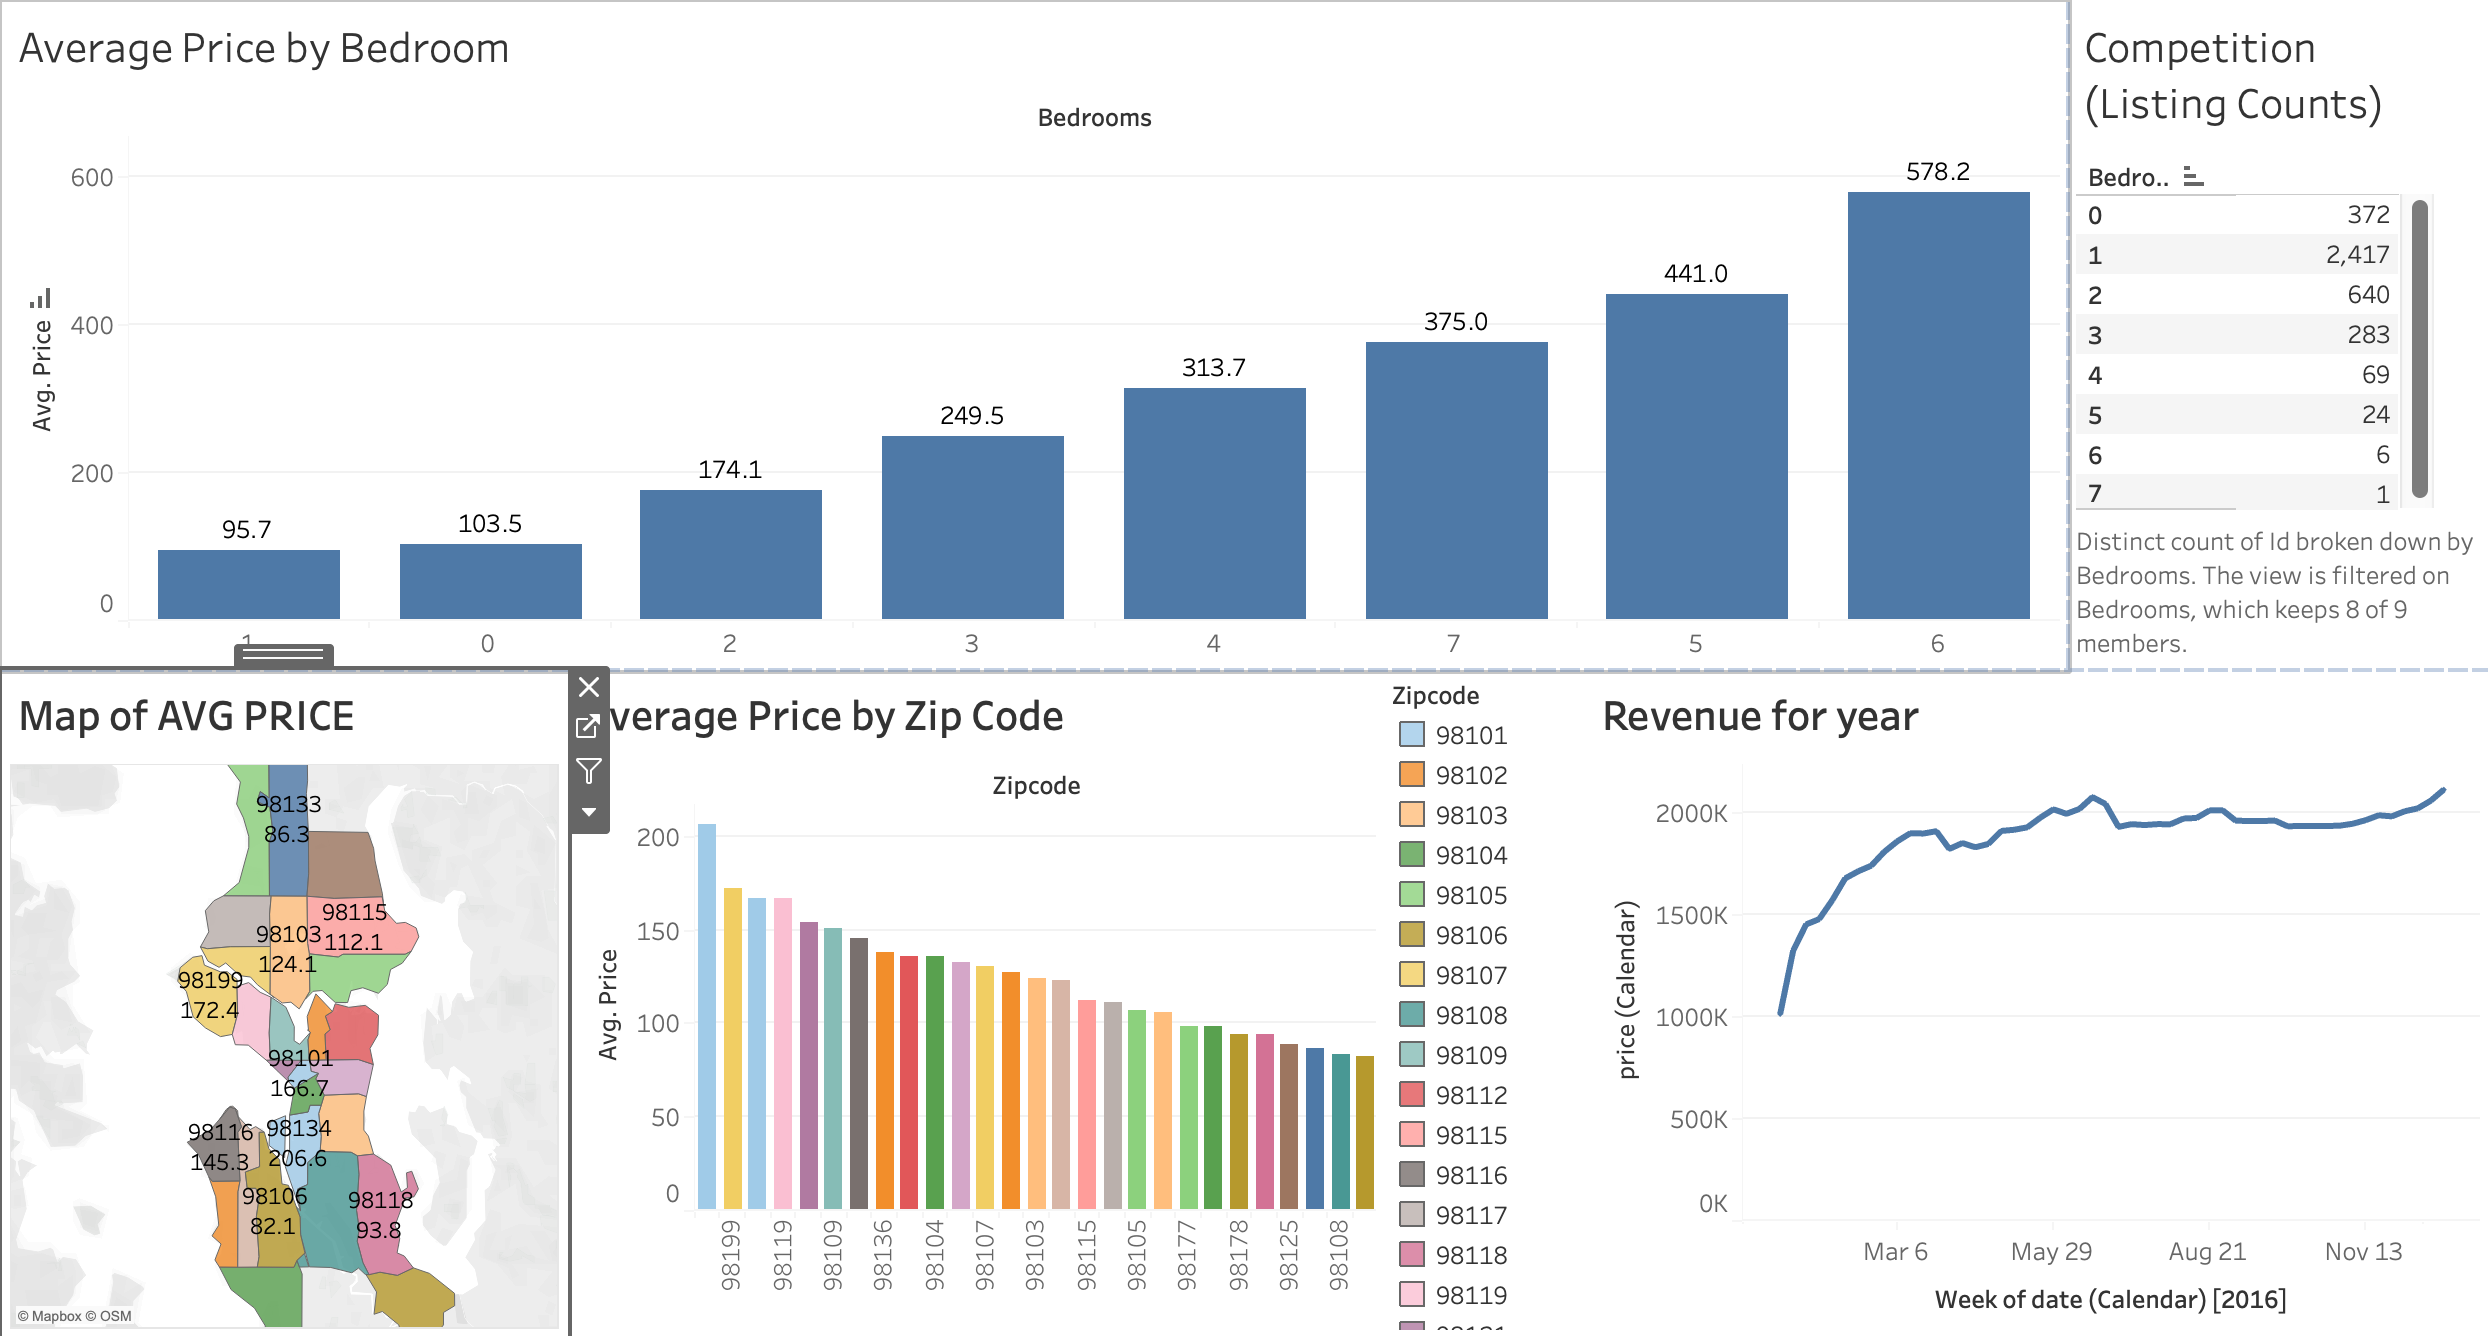 Average Price by Bedroom
Bedrooms
Avg. Price
600
400
200
0
95.7
103.5
174.1
249.5
313.7
375.0
441.0
578.2
1
0
2
3
4
7
5
6
Competition
(Listing Counts)
Bedro..
0 372
1 2,417
2 640
3 283
4 69
5 24
6 6
7 1
Distinct count of Id broken down by
Bedrooms. The view is filtered on
Bedrooms, which keeps 8 of 9
members.
Map of AVG PRICE
98133
86.3
98115
112.1
98103
124.1
98199
172.4
98101
166.7
98116
145.3
98134
206.6
98106
82.1
98118
93.8
© Mapbox © OSM
verage Price by Zip Code
Zipcode
Avg. Price
200
150
100
50
0
98199
98119
98109
98136
98104
98107
98103
98115
98105
98177
98178
98125
98108
Zipcode
98101
98102
98103
98104
98105
98106
98107
98108
98109
98112
98115
98116
98117
98118
98119
Revenue for year
price (Calendar)
2000K
1500K
1000K
500K
0K
Mar 6
May 29
Aug 21
Nov 13
Week of date (Calendar) [2016]